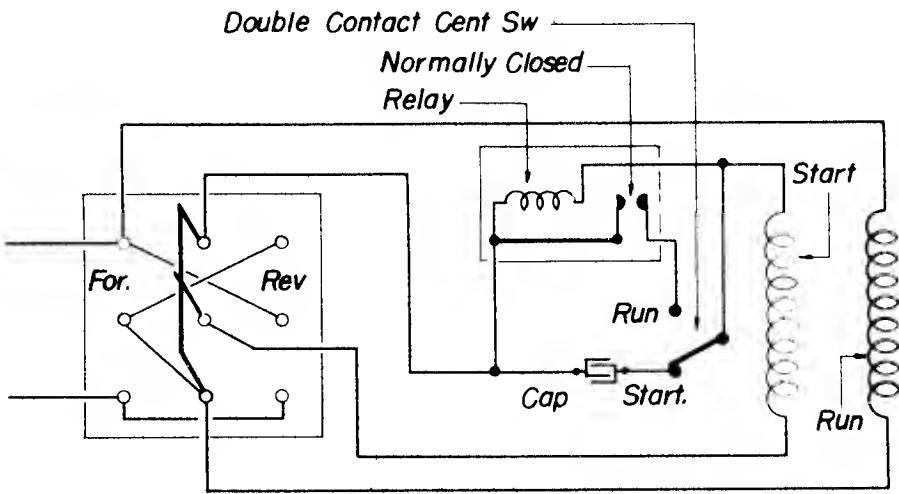 Double Contact Cent Sw
Normally Closed
Relay
Start
For.
Rev
Run
Cap
Start.
Run